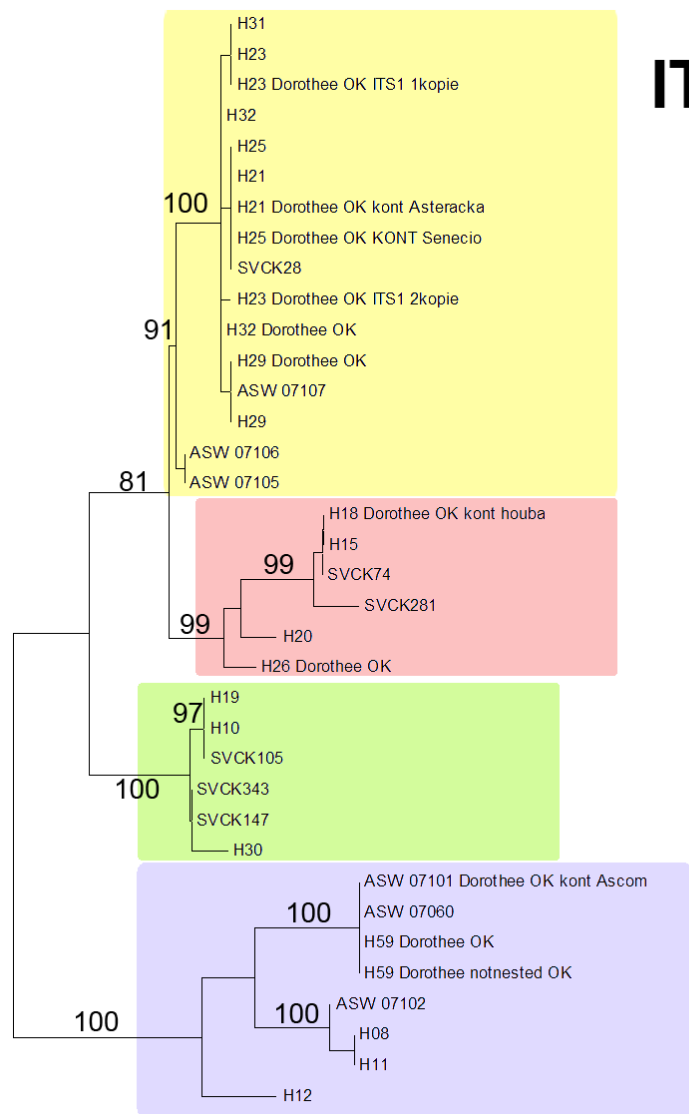 H31
IT
H23
H23 Dorothee OK ITS1 1kopie
H32
H25
H21
100
H21 Dorothee OK kont Asteracka
H25 Dorothee OK KONT Senecio
SVCK28
H23 Dorothee OK ITS1 2kopie
91
H32 Dorothee OK
H29 Dorothee OK
ASW 07107
H29
ASW 07106
81
ASW 07105
H18 Dorothee OK kont houba
H15
99
SVCK74
SVCK281
99
H20
H26 Dorothee OK
H19
97
H10
SVCK105
100
SVCK343
SVCK147
H30
ASW 07101 Dorothee OK kont Ascom
100
ASW 07060
H59 Dorothee OK
H59 Dorothee notnested OK
ASW 07102
100
100
H08
H11
H12